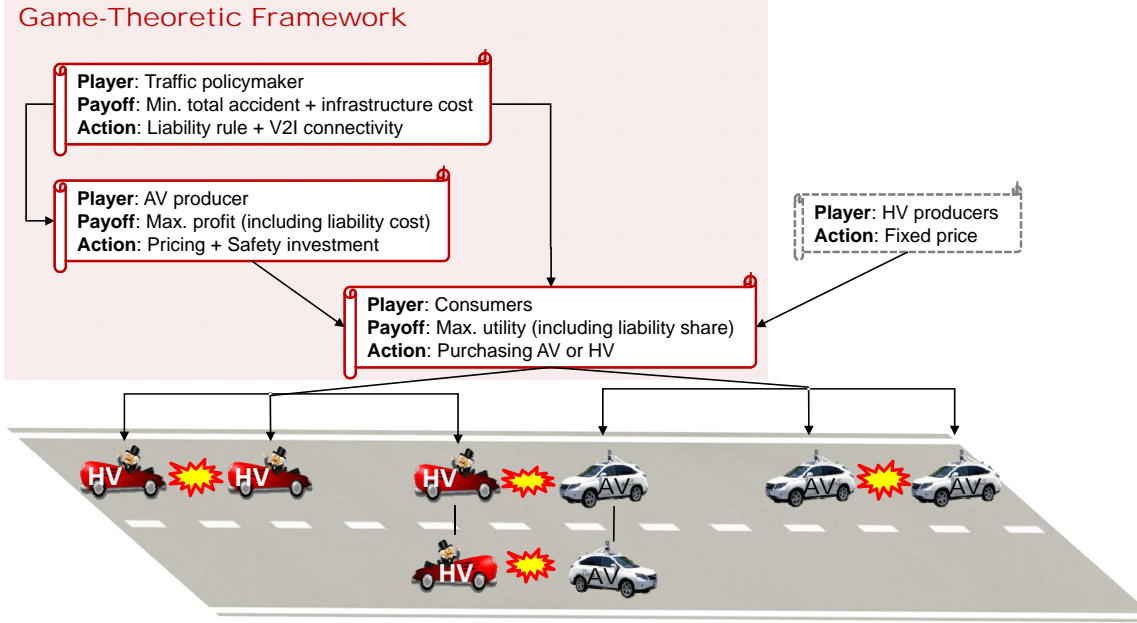 Game-Theoretic Framework
Player: Traffic policymaker
Payoff: Min. total accident + infrastructure cost
Action: Liability rule + V2I connectivity
Player: AV producer
Payoff: Max. profit (including liability cost)
Action: Pricing + Safety investment
Player: HV producers
Action: Fixed price
Player: Consumers
Payoff: Max. utility (including liability share)
Action: Purchasing AV or HV
HV
HV
HV
AV
AV
AV
HV
AV